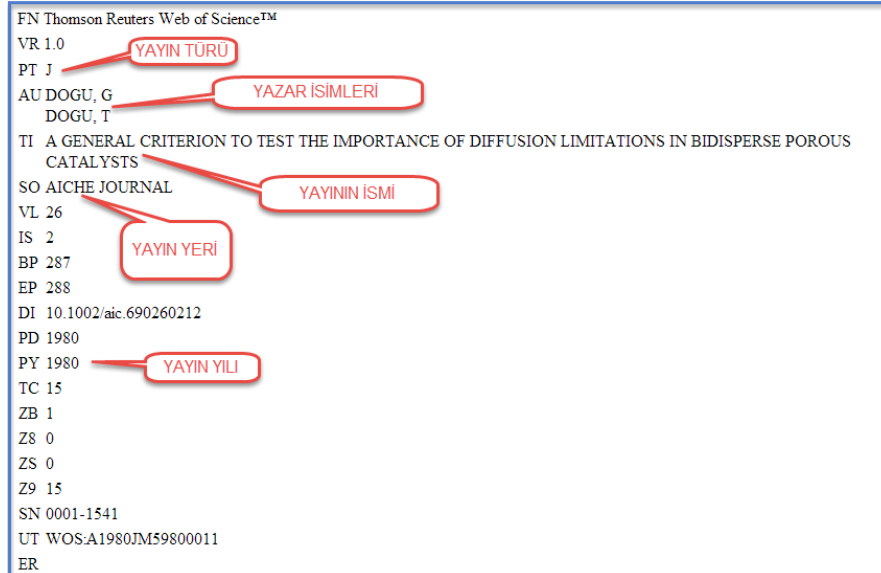 FN Thomson Reuters Web of Science™
VR 1.0
YAYIN TÜRÜ
PT J
AU DOGU, G
YAZAR İSİMLERİ
DOGU, T
TI A GENERAL CRITERION TO TEST THE IMPORTANCE OF DIFFUSION LIMITATIONS IN BIDISPERSE POROUS
CATALYSTS
SO AICHE JOURNAL
YAYININ İSMİ
VL 26
IS 2
YAYIN YERİ
BP 287
EP 288
DI 10.1002/aic.690260212
PD 1980
PY 1980
YAYIN YILI
TC 15
ZB 1
Z8 0
ZS 0
Z9 15
SN 0001-1541
UT WOS:A1980JM59800011
ER